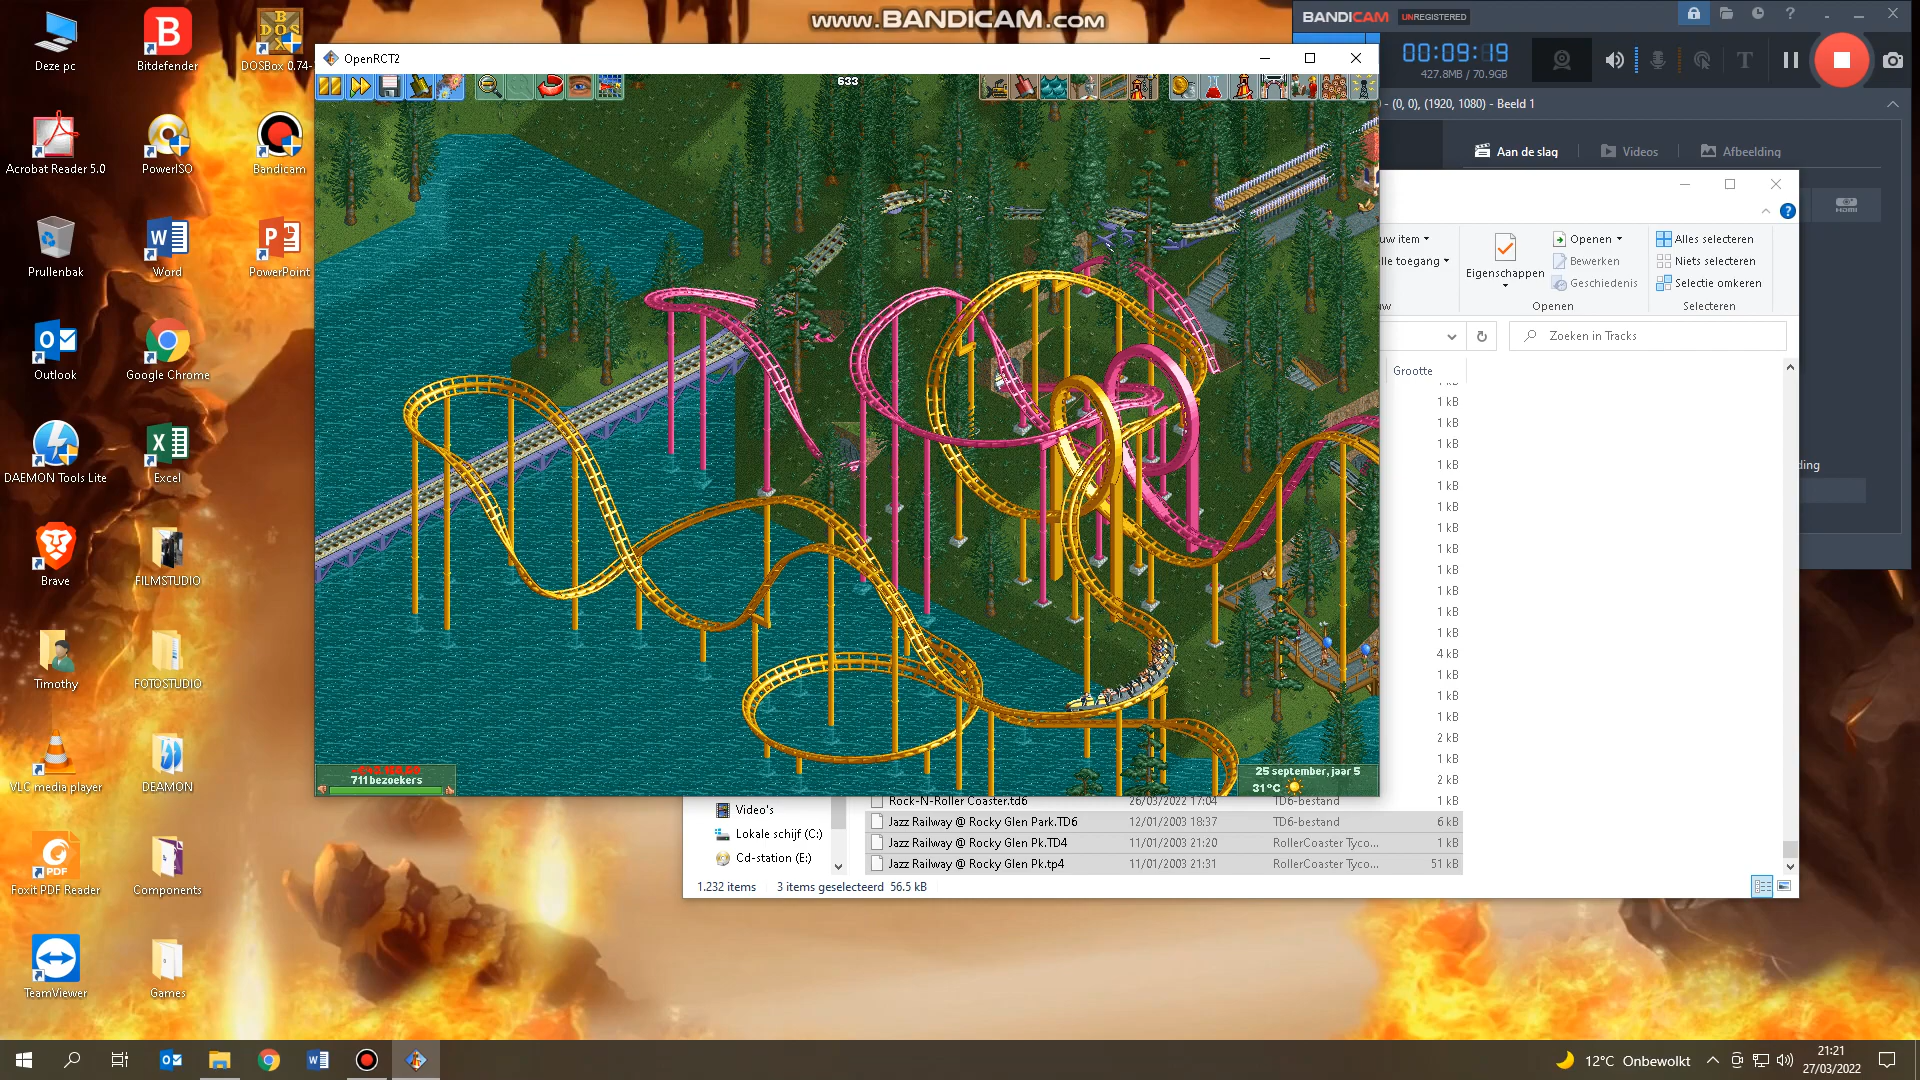 www.BANDICAM.com
BANDICAM UNREGISTERED
00:09:19
427.8MB / 70.9GB
- (0, 0), (1920, 1080) - Beeld 1
Aan de slag
Videos
Afbeelding
HDMI
ding
Deze pc
Bitdefender
DOSBox 0.74-
Acrobat Reader 5.0
PowerISO
Bandicam
Prullenbak
Word
PowerPoint
Outlook
Google Chrome
DAEMON Tools Lite
Excel
Brave
FILMSTUDIO
Timothy
FOTOSTUDIO
VLC media player
DEAMON
Foxit PDF Reader
Components
TeamViewer
Games
OpenRCT2
633
711 bezoekers
25 september, jaar 5
31°C
uw item
elle toegang
uw
Eigenschappen
Openen
Bewerken
Geschiedenis
Openen
Alles selecteren
Niets selecteren
Selectie omkeren
Selecteren
Zoeken in Tracks
Grootte
1 kB
1 kB
1 kB
1 kB
1 kB
1 kB
1 kB
1 kB
1 kB
1 kB
1 kB
1 kB
4 kB
1 kB
1 kB
1 kB
2 kB
1 kB
2 kB
Rock-N-Roller Coaster.td6 26/03/2022 17:04 TD6-bestand 1 kB
Jazz Railway @ Rocky Glen Park.TD6 12/01/2003 18:37 TD6-bestand 6 kB
Jazz Railway @ Rocky Glen Pk.TD4 11/01/2003 21:20 RollerCoaster Tyco... 1 kB
Jazz Railway @ Rocky Glen Pk.tp4 11/01/2003 21:31 RollerCoaster Tyco... 51 kB
Video's
Lokale schijf (C:)
Cd-station (E:)
1.232 items 3 items geselecteerd 56.5 kB
12°C Onbewolkt
21:21
27/03/2022